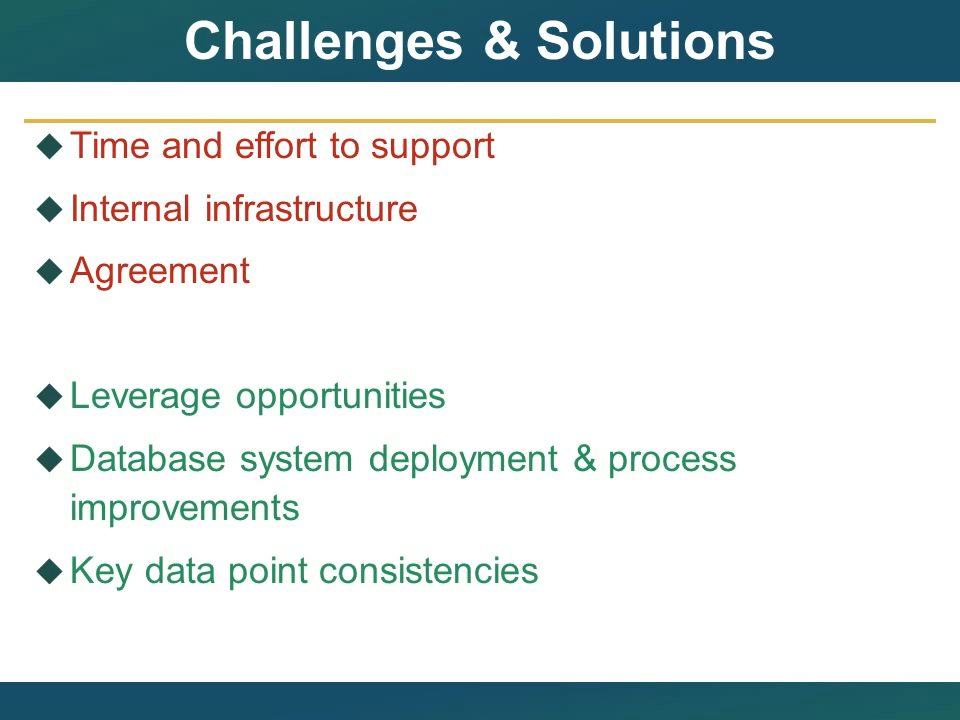 Challenges & Solutions
Time and effort to support
Internal infrastructure
Agreement
Leverage opportunities
Database system deployment & process
improvements
Key data point consistencies